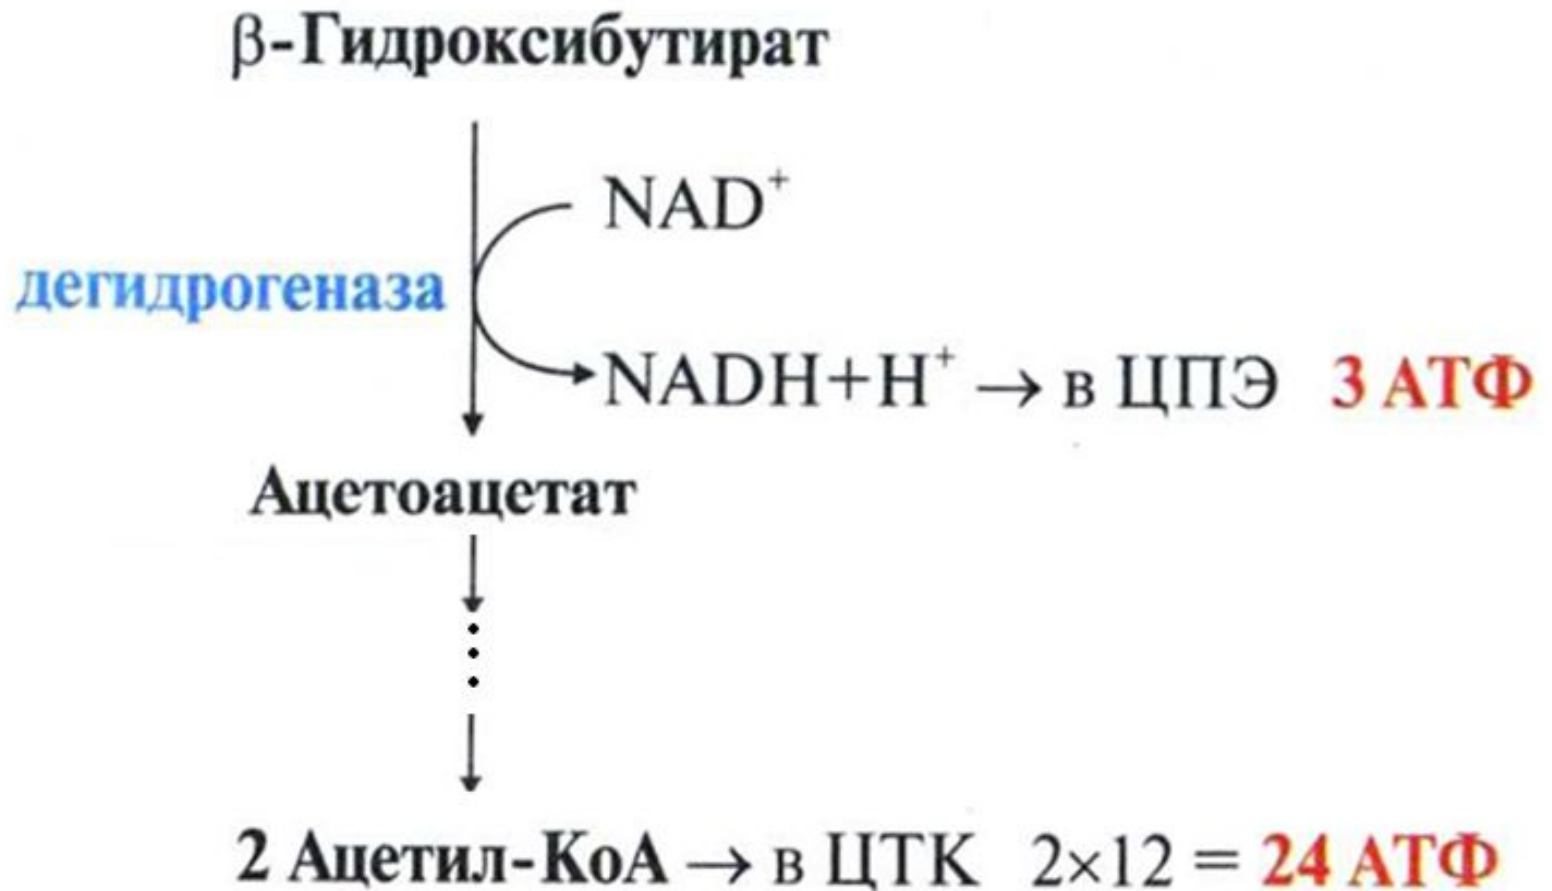 β-Гидроксибутират
NAD⁺
дегидрогеназа
NADH+H⁺ → в ЦПЭ 3 АТФ
Ацетоацетат
2 Ацетил-КоА → в ЦТК 2×12 = 24 АТФ